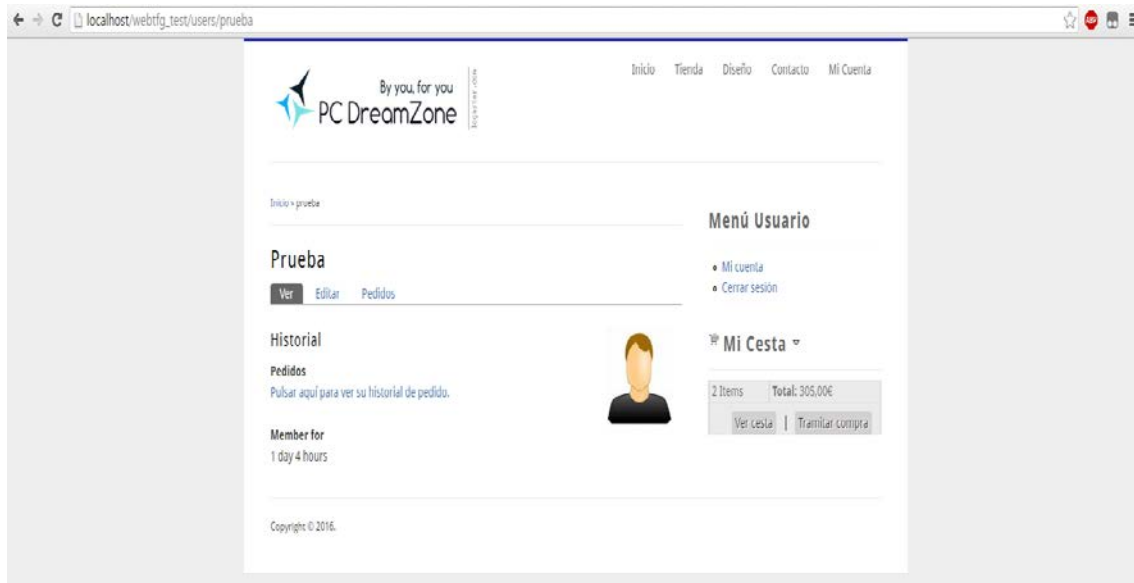 localhost/webtfg_test/users/prueba
ABP
By you, for you
PC DreamZone
Inicio Tienda Diseño Contacto Mi Cuenta
Inicio » prueba
Prueba
Ver Editar Pedidos
Historial
Pedidos
Pulsar aquí para ver su historial de pedido.
Member for
1 day 4 hours
Menú Usuario
Mi cuenta
Cerrar sesión
Mi Cesta
2 Items Total: 305,00€
Ver cesta | Tramitar compra
Copyright © 2016.